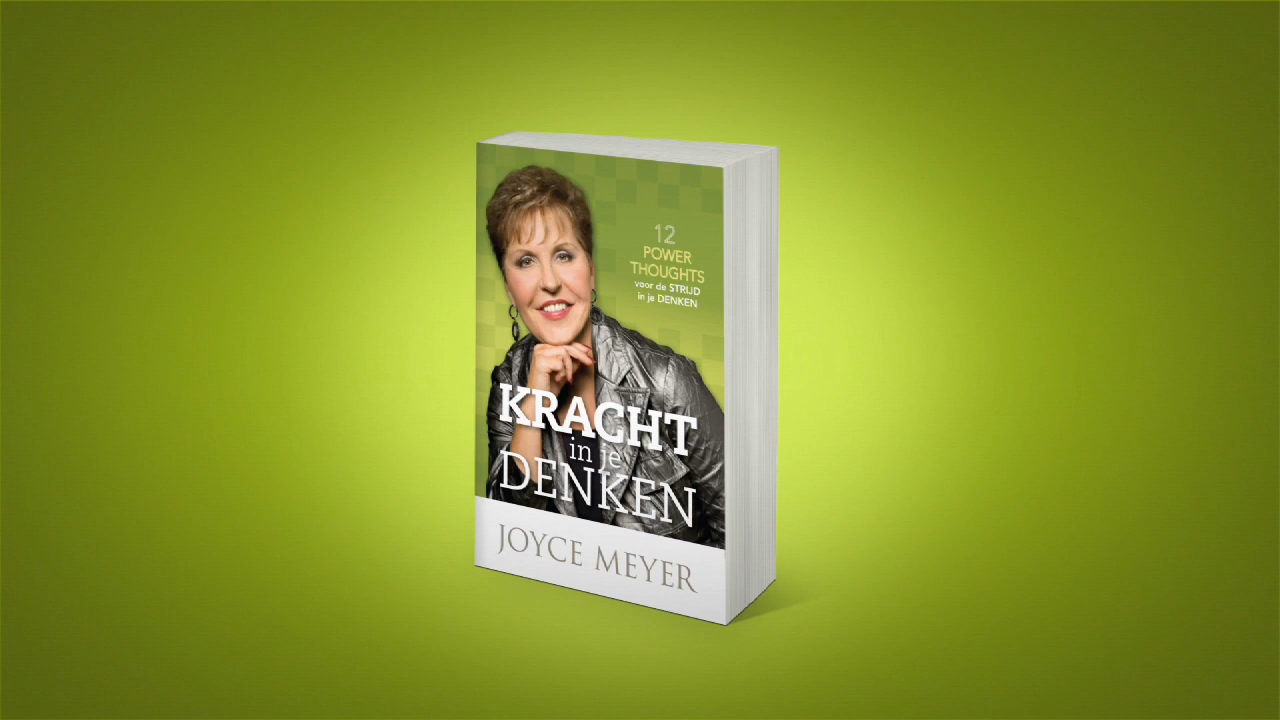 12
POWER
THOUGHTS
voor de STRIJD
in je DENKEN
KRACHT
in je
DENKEN
JOYCE MEYER